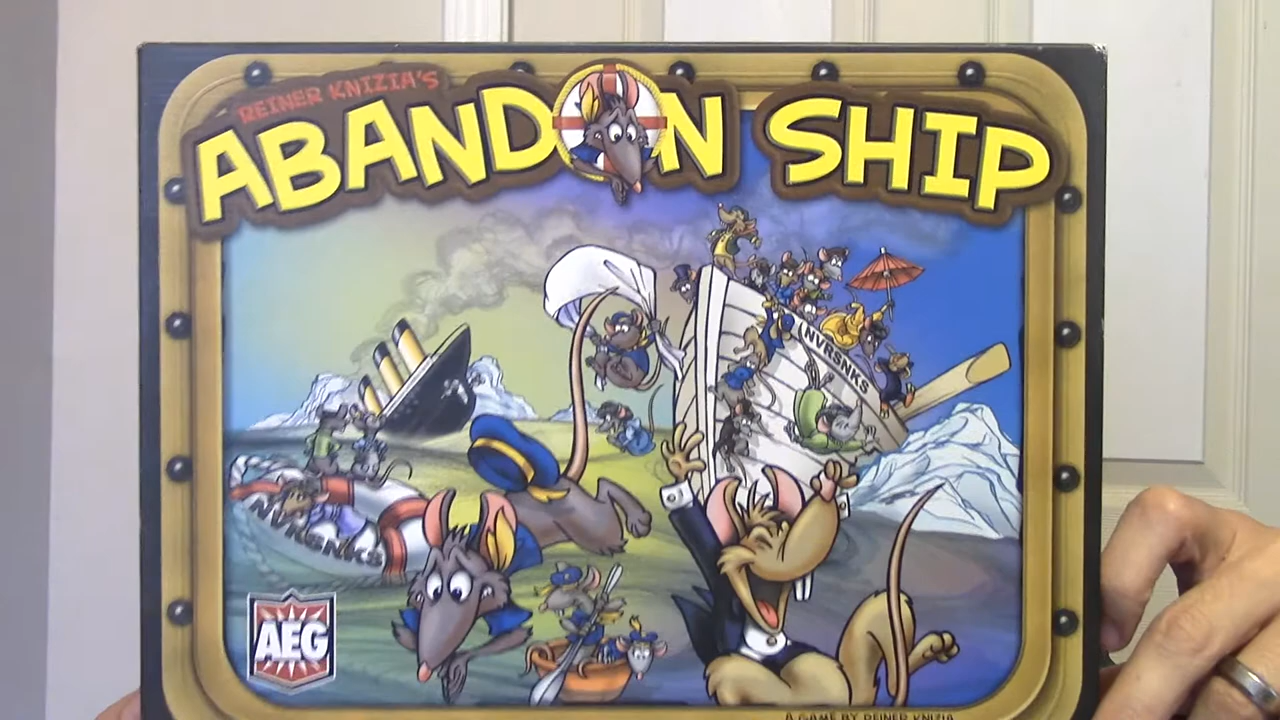 REINER KNIZIA'S
ABANDON SHIP
NVRSNKS
NVRSNKS
AEG
A GAME BY REINER KNIZIA